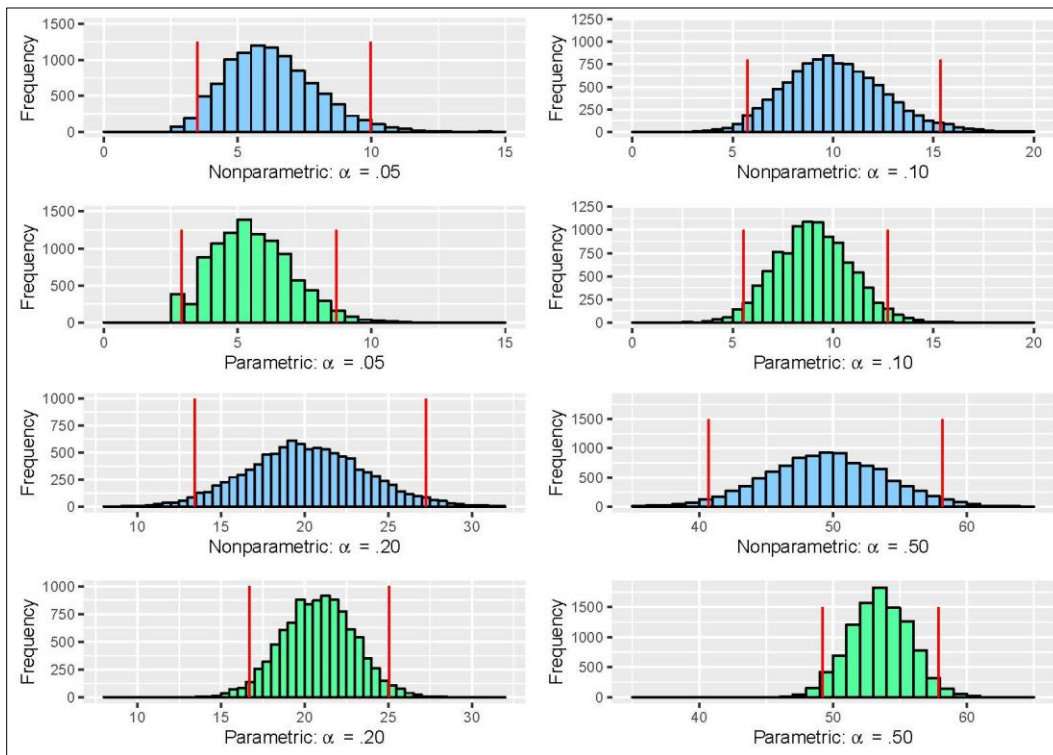 Frequency
1500
1000
500
0
0 5 10 15
Nonparametric: α = .05
Frequency
1250
1000
750
500
250
0
0 5 10 15 20
Nonparametric: α = .10
Frequency
1500
1000
500
0
0 5 10 15
Parametric: α = .05
Frequency
1250
1000
750
500
250
0
0 5 10 15 20
Parametric: α = .10
Frequency
1000
750
500
250
0
10 15 20 25 30
Nonparametric: α = .20
Frequency
1500
1000
500
0
40 50 60
Nonparametric: α = .50
Frequency
1000
750
500
250
0
10 15 20 25 30
Parametric: α = .20
Frequency
1500
1000
500
0
40 50 60
Parametric: α = .50